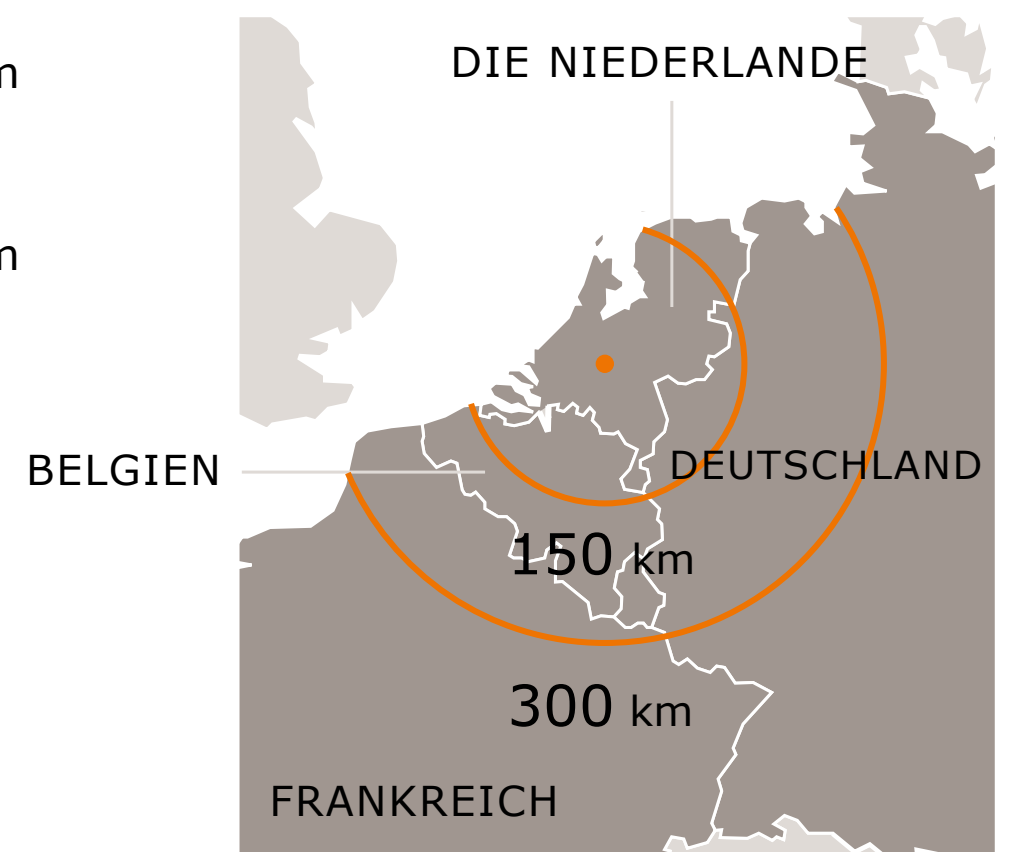 DIE NIEDERLANDE
m
m
BELGIEN
DEUTSCHLAND
150 km
300 km
FRANKREICH